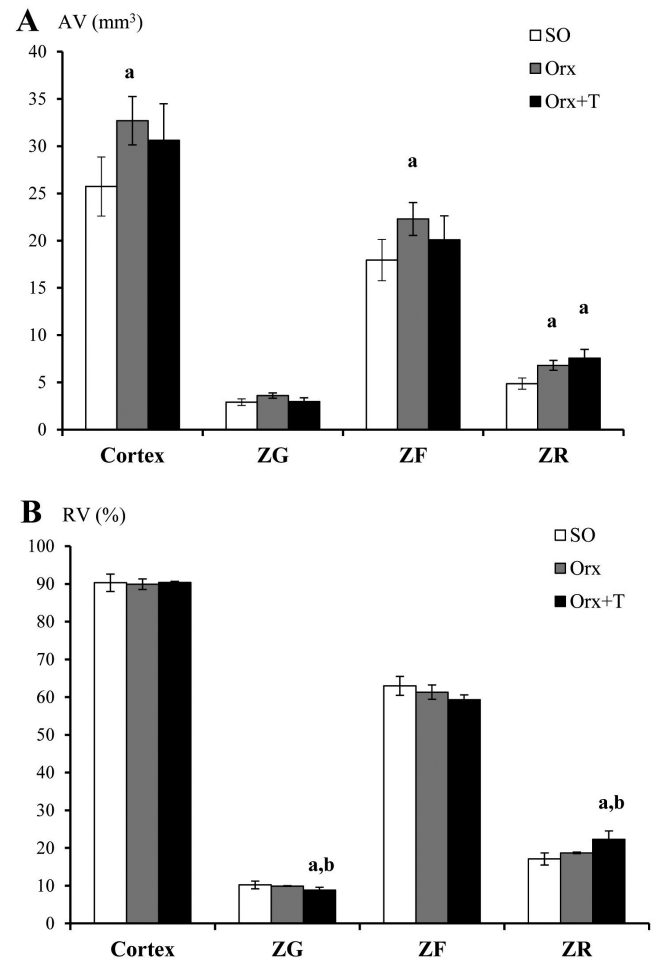 A AV (mm³)
SO
Orx
Orx+T
40
35
30
25
20
15
10
5
0
a
a
a a
Cortex ZG ZF ZR
B RV (%)
SO
Orx
Orx+T
100
90
80
70
60
50
40
30
20
10
0
a,b
a,b
Cortex ZG ZF ZR